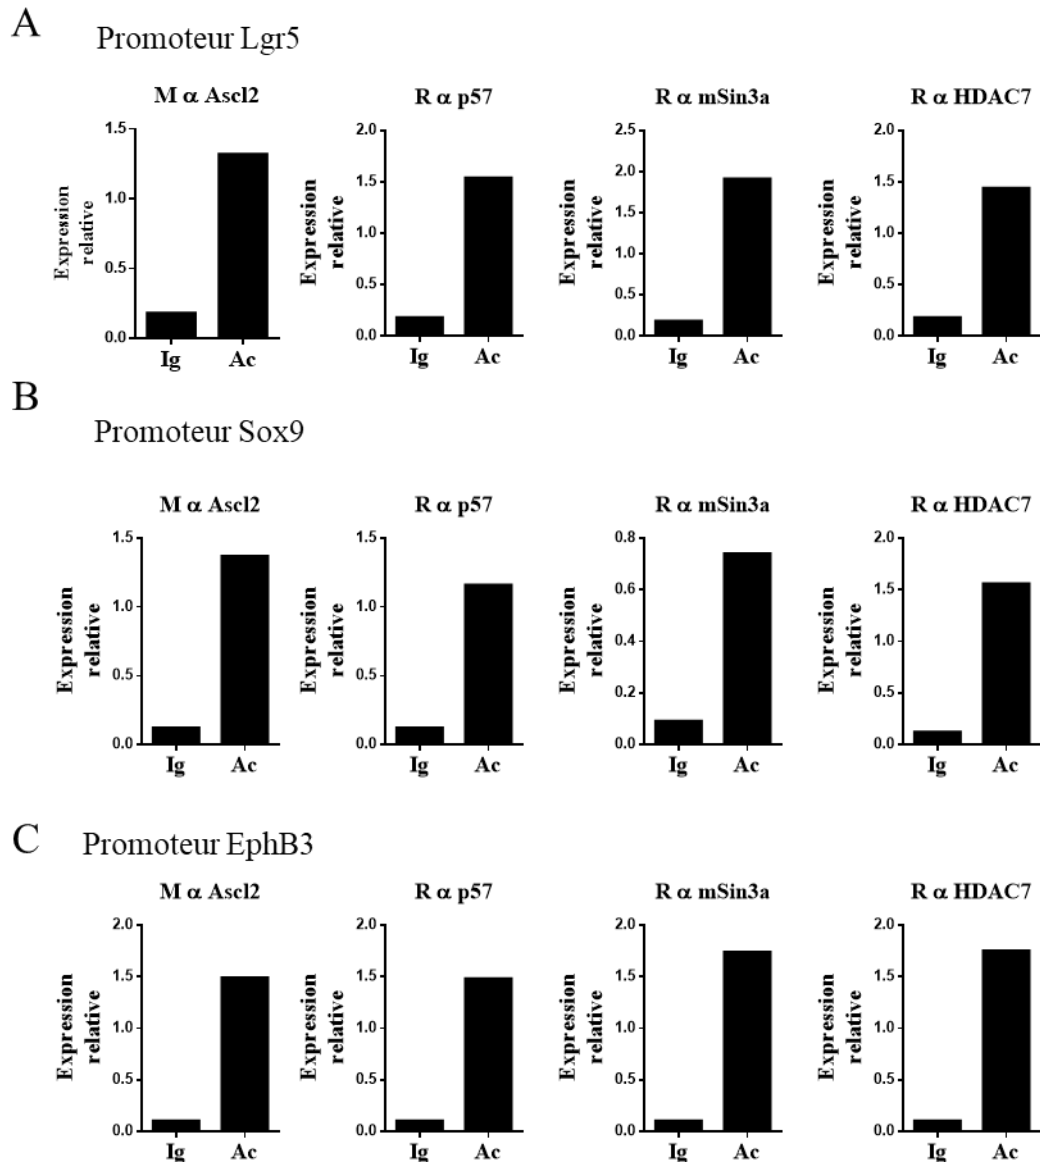 A
Promoteur Lgr5
M α Ascl2
R α p57
R α mSin3a
R α HDAC7
Expression
relative
1.5
1.0
0.5
0.0
Ig Ac
Expression
relative
2.0
1.5
1.0
0.5
0.0
Ig Ac
Expression
relative
2.5
2.0
1.5
1.0
0.5
0.0
Ig Ac
Expression
relative
2.0
1.5
1.0
0.5
0.0
Ig Ac
B
Promoteur Sox9
M α Ascl2
R α p57
R α mSin3a
R α HDAC7
Expression
relative
1.5
1.0
0.5
0.0
Ig Ac
Expression
relative
1.5
1.0
0.5
0.0
Ig Ac
Expression
relative
0.8
0.6
0.4
0.2
0.0
Ig Ac
Expression
relative
2.0
1.5
1.0
0.5
0.0
Ig Ac
C
Promoteur EphB3
M α Ascl2
R α p57
R α mSin3a
R α HDAC7
Expression
relative
2.0
1.5
1.0
0.5
0.0
Ig Ac
Expression
relative
2.0
1.5
1.0
0.5
0.0
Ig Ac
Expression
relative
2.0
1.5
1.0
0.5
0.0
Ig Ac
Expression
relative
2.0
1.5
1.0
0.5
0.0
Ig Ac